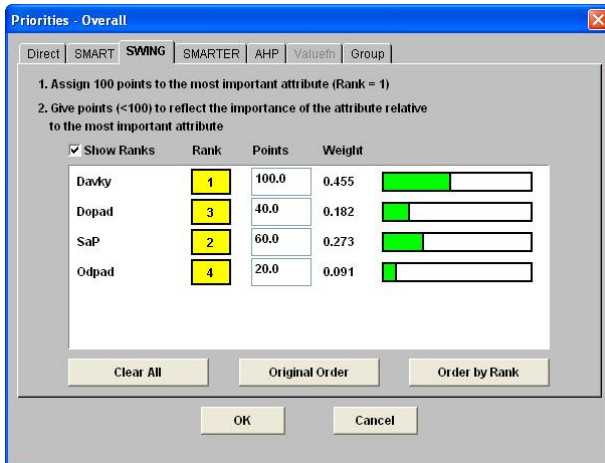 Priorities - Overall
Direct SMART SWING SMARTER AHP Valuefn Group
1. Assign 100 points to the most important attribute (Rank = 1)
2. Give points (<100) to reflect the importance of the attribute relative
to the most important attribute
Show Ranks Rank Points Weight
Davky 1 100.0 0.455
Dopad 3 40.0 0.182
SaP 2 60.0 0.273
Odpad 4 20.0 0.091
Clear All Original Order Order by Rank
OK Cancel